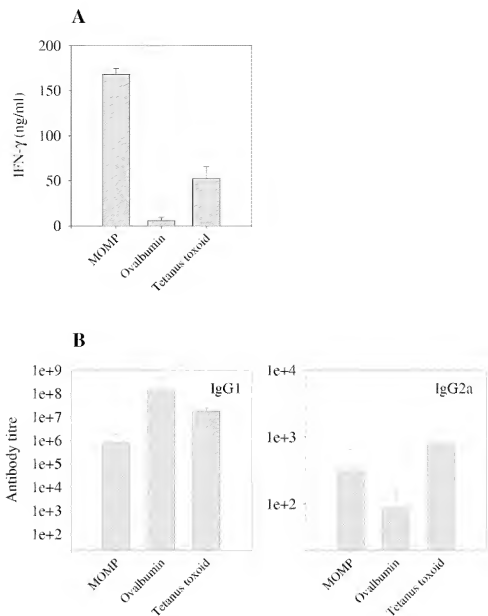 A
200
150
100
50
0
IFN-γ (ng/ml)
MOMP
Ovalbumin
Tetanus toxoid
B
1e+9
1e+8
1e+7
1e+6
1e+5
1e+4
1e+3
1e+2
Antibody titre
IgG1
MOMP
Ovalbumin
Tetanus toxoid
1e+4
1e+3
1e+2
IgG2a
MOMP
Ovalbumin
Tetanus toxoid